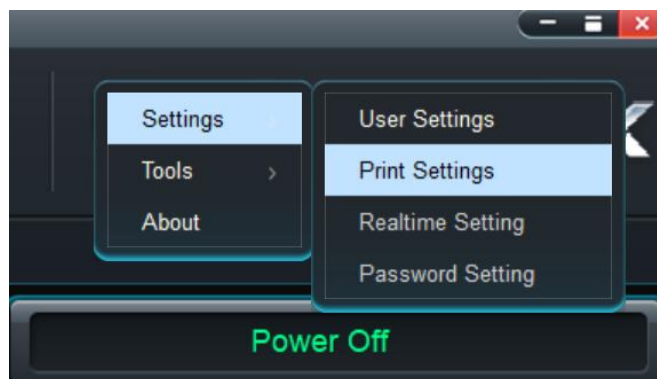 Settings
Tools
About
User Settings
Print Settings
Realtime Setting
Password Setting
Power Off